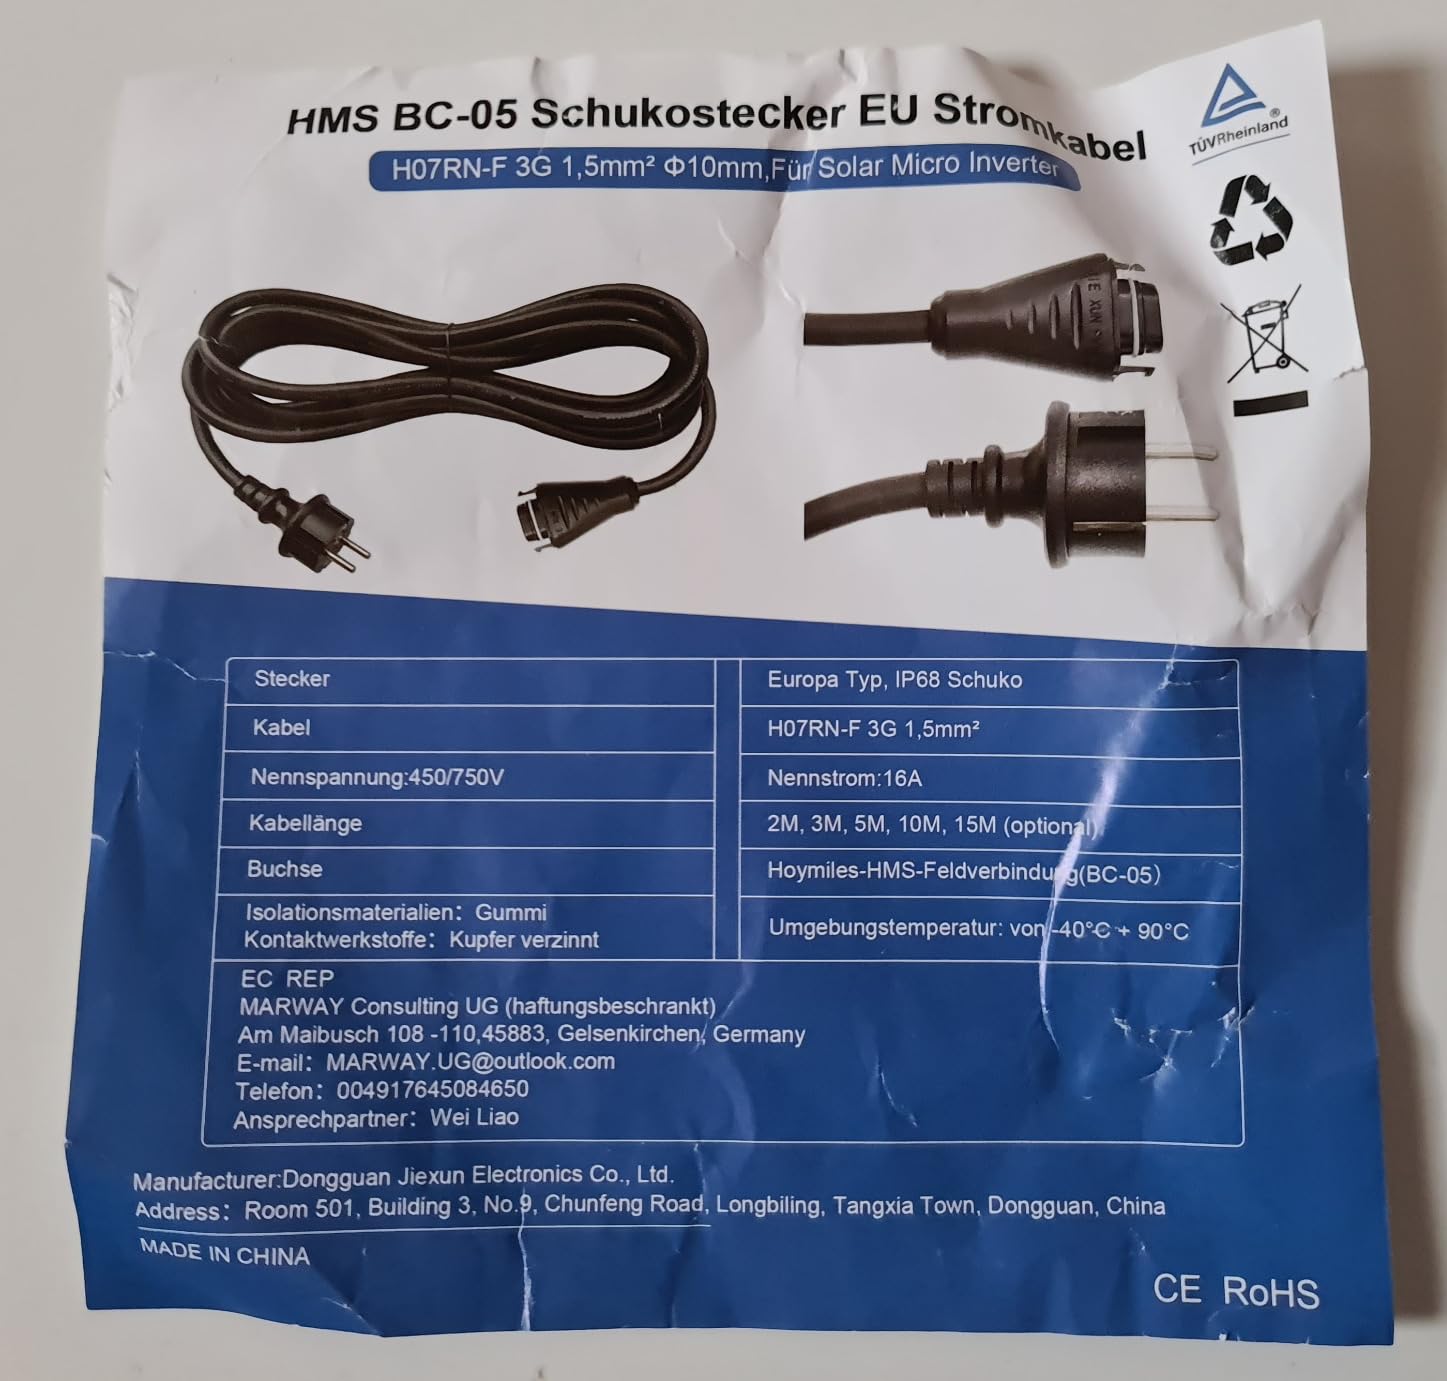 HMS BC-05 Schukostecker EU Stromkabel
H07RN-F 3G 1,5mm² Φ10mm,Für Solar Micro Inverter
TÜVRheinland®
JIE XUN
Stecker
Europa Typ, IP68 Schuko
Kabel
H07RN-F 3G 1,5mm²
Nennspannung:450/750V
Nennstrom:16A
Kabellänge
2M, 3M, 5M, 10M, 15M (optional)
Buchse
Hoymiles-HMS-Feldverbindung(BC-05)
Isolationsmaterialien: Gummi
Kontaktwerkstoffe: Kupfer verzinnt
Umgebungstemperatur: von -40°C + 90°C
EC REP
MARWAY Consulting UG (haftungsbeschrankt)
Am Maibusch 108 -110,45883, Gelsenkirchen, Germany
E-mail: MARWAY.UG@outlook.com
Telefon: 004917645084650
Ansprechpartner: Wei Liao
Manufacturer:Dongguan Jiexun Electronics Co., Ltd.
Address: Room 501, Building 3, No.9, Chunfeng Road, Longbiling, Tangxia Town, Dongguan, China
MADE IN CHINA
CE RoHS